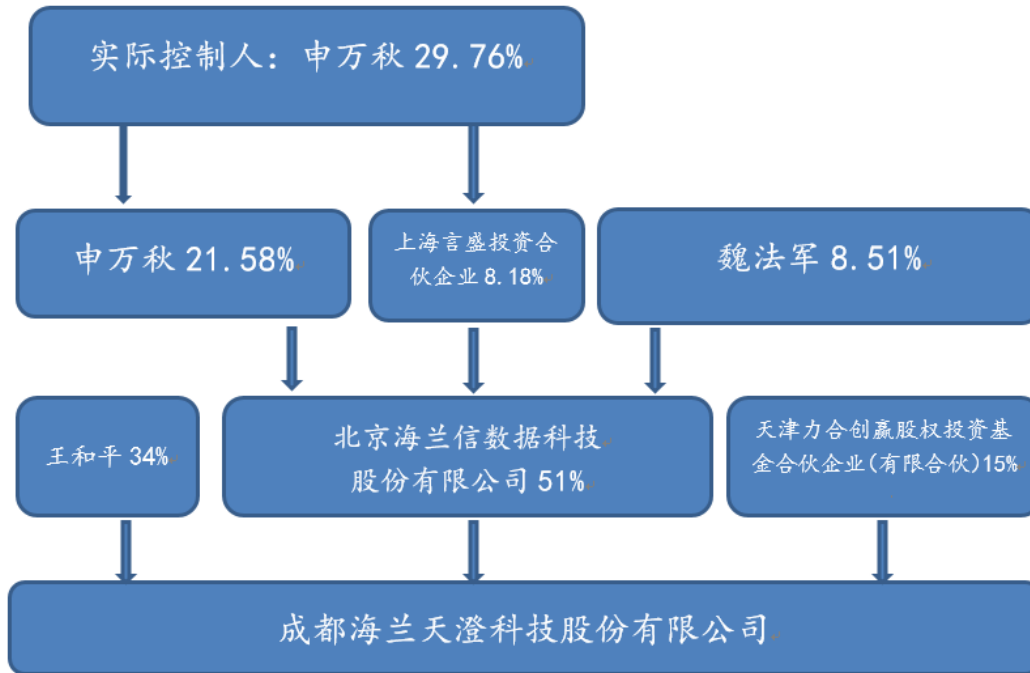 实际控制人：申万秋 29.76%
申万秋 21.58%
上海言盛投资合
伙企业 8.18%
魏法军 8.51%
王和平 34%
北京海兰信数据科技
股份有限公司 51%
天津力合创赢股权投资基
金合伙企业(有限合伙)15%
成都海兰天澄科技股份有限公司